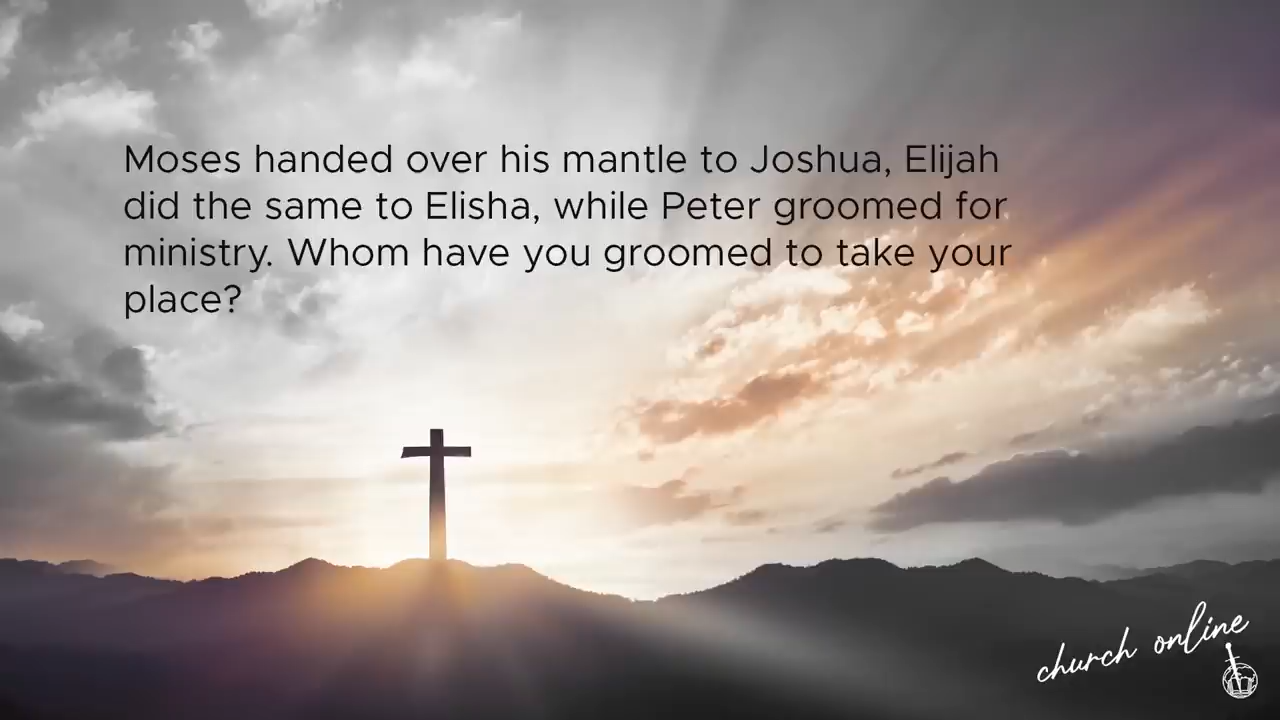 Moses handed over his mantle to Joshua, Elijah
did the same to Elisha, while Peter groomed for
ministry. Whom have you groomed to take your
place?
church online